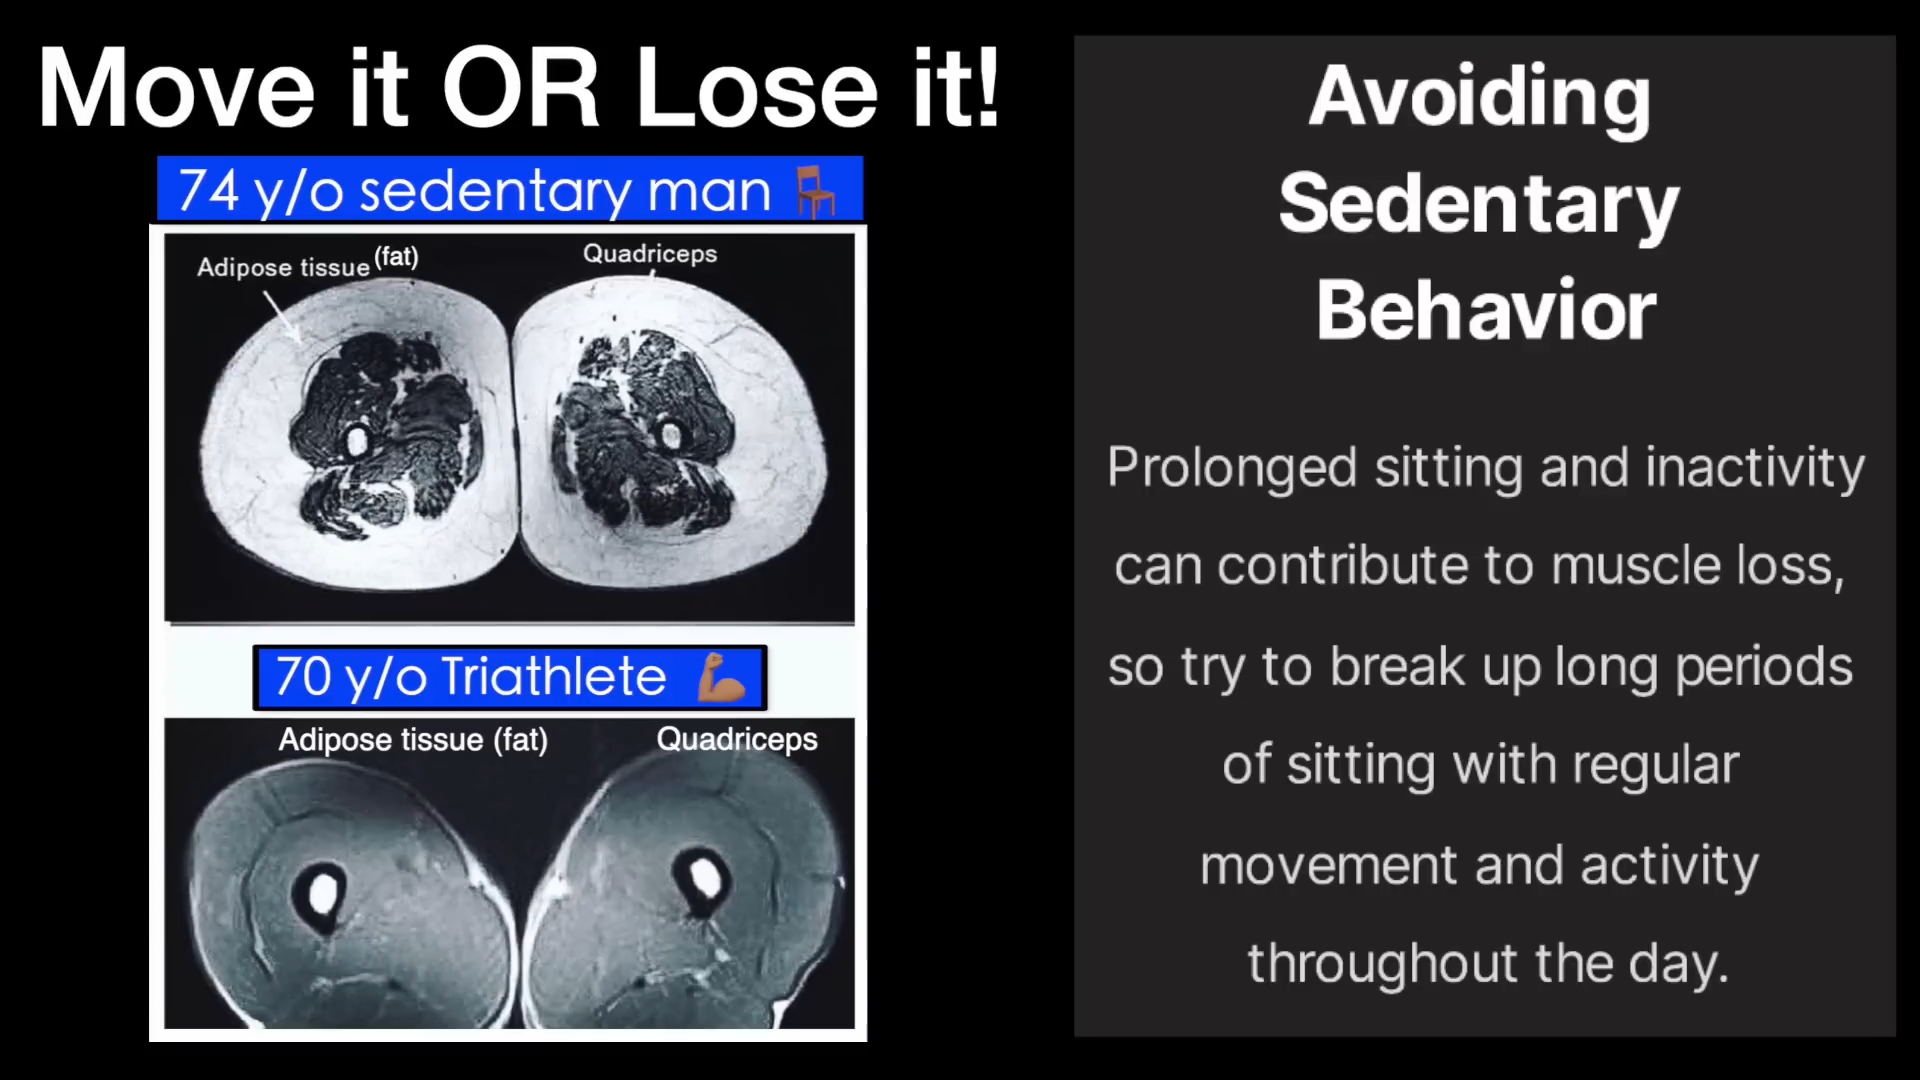 Move it OR Lose it!
74 y/o sedentary man
Adipose tissue (fat)
Quadriceps
70 y/o Triathlete
Adipose tissue (fat)
Quadriceps
Avoiding
Sedentary
Behavior
Prolonged sitting and inactivity
can contribute to muscle loss,
so try to break up long periods
of sitting with regular
movement and activity
throughout the day.